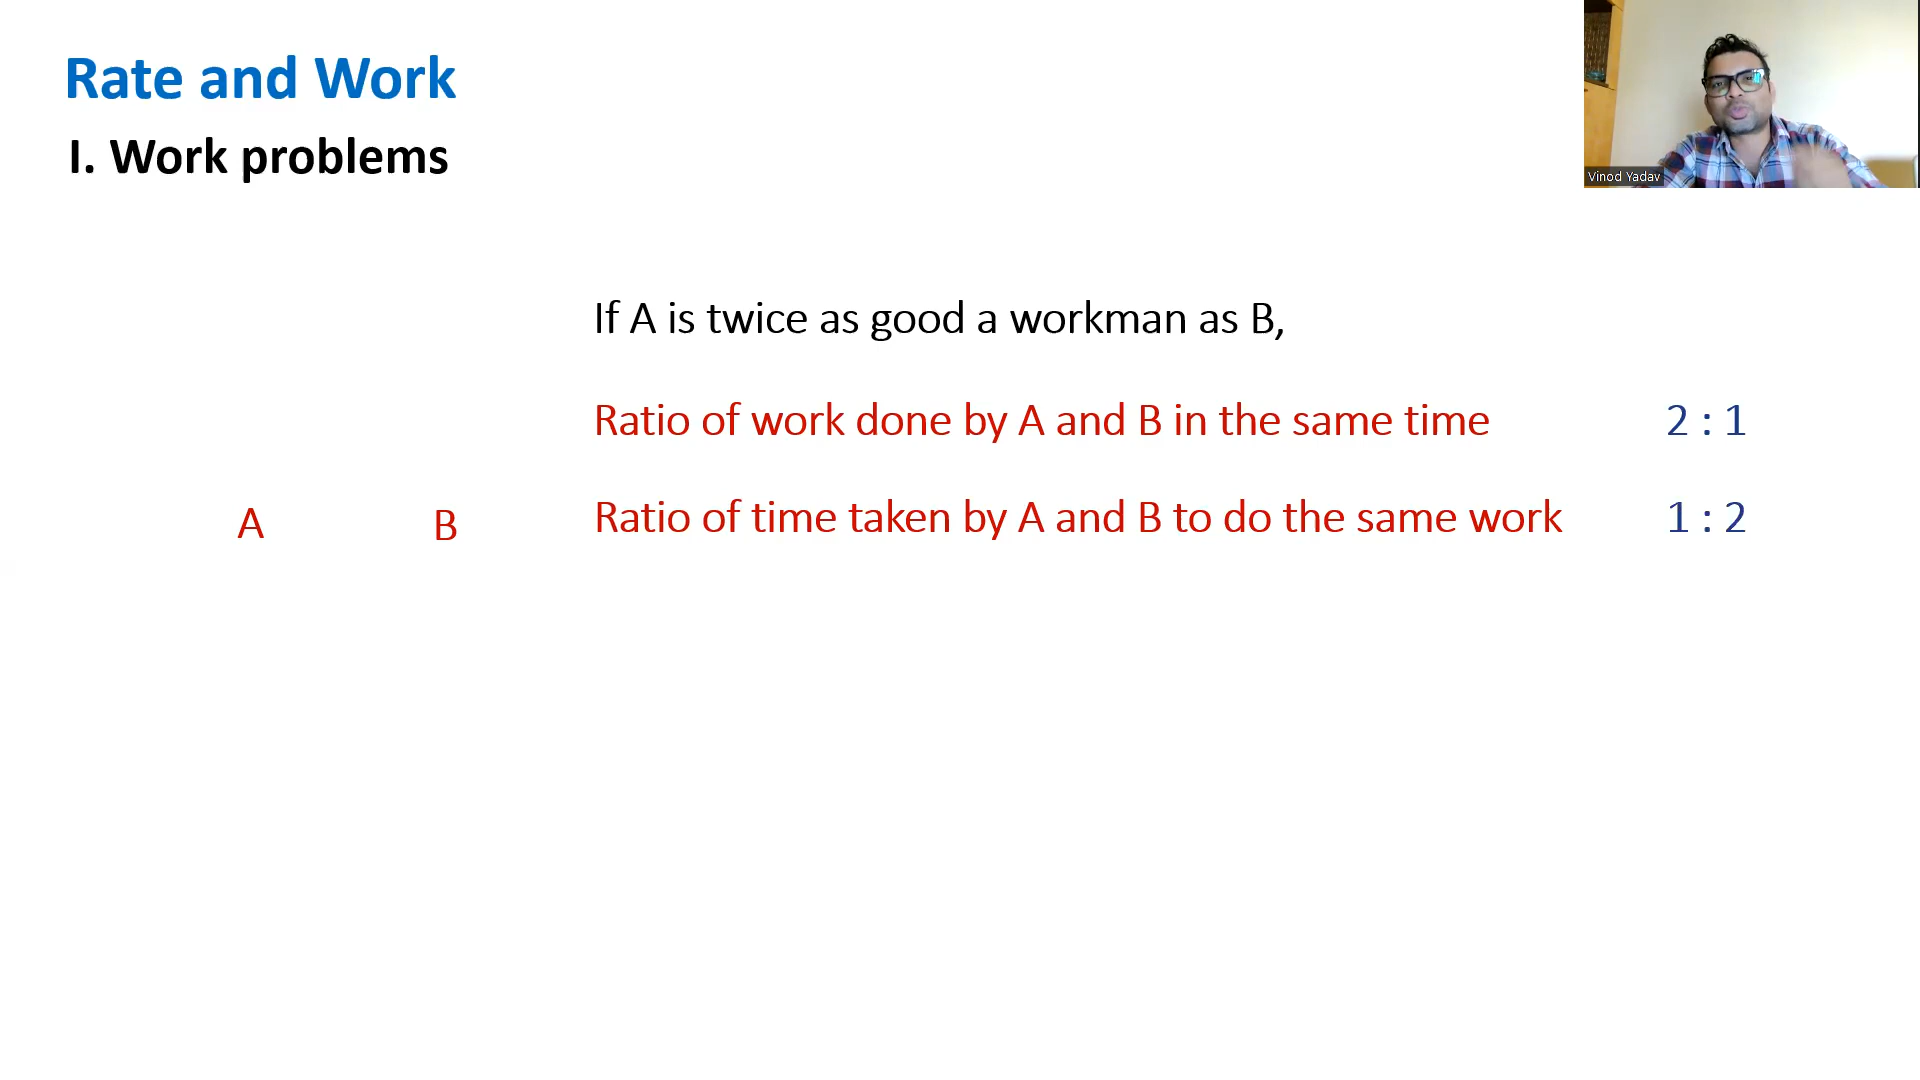 Rate and Work
I. Work problems
Vinod Yadav
If A is twice as good a workman as B,
Ratio of work done by A and B in the same time 2 : 1
A B Ratio of time taken by A and B to do the same work 1 : 2